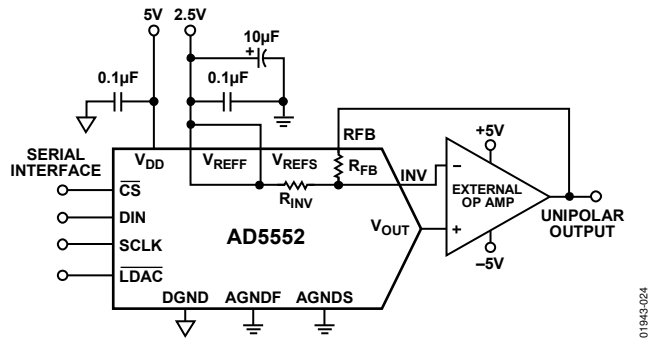 5V 2.5V
10µF
+
0.1µF 0.1µF
RFB +5V
SERIAL
INTERFACE
VDD VREFF VREFS RFB INV –
CS RINV EXTERNAL
OP AMP
DIN UNIPOLAR
OUTPUT
SCLK AD5552 VOUT +
LDAC –5V
DGND AGNDF AGNDS
01943-024